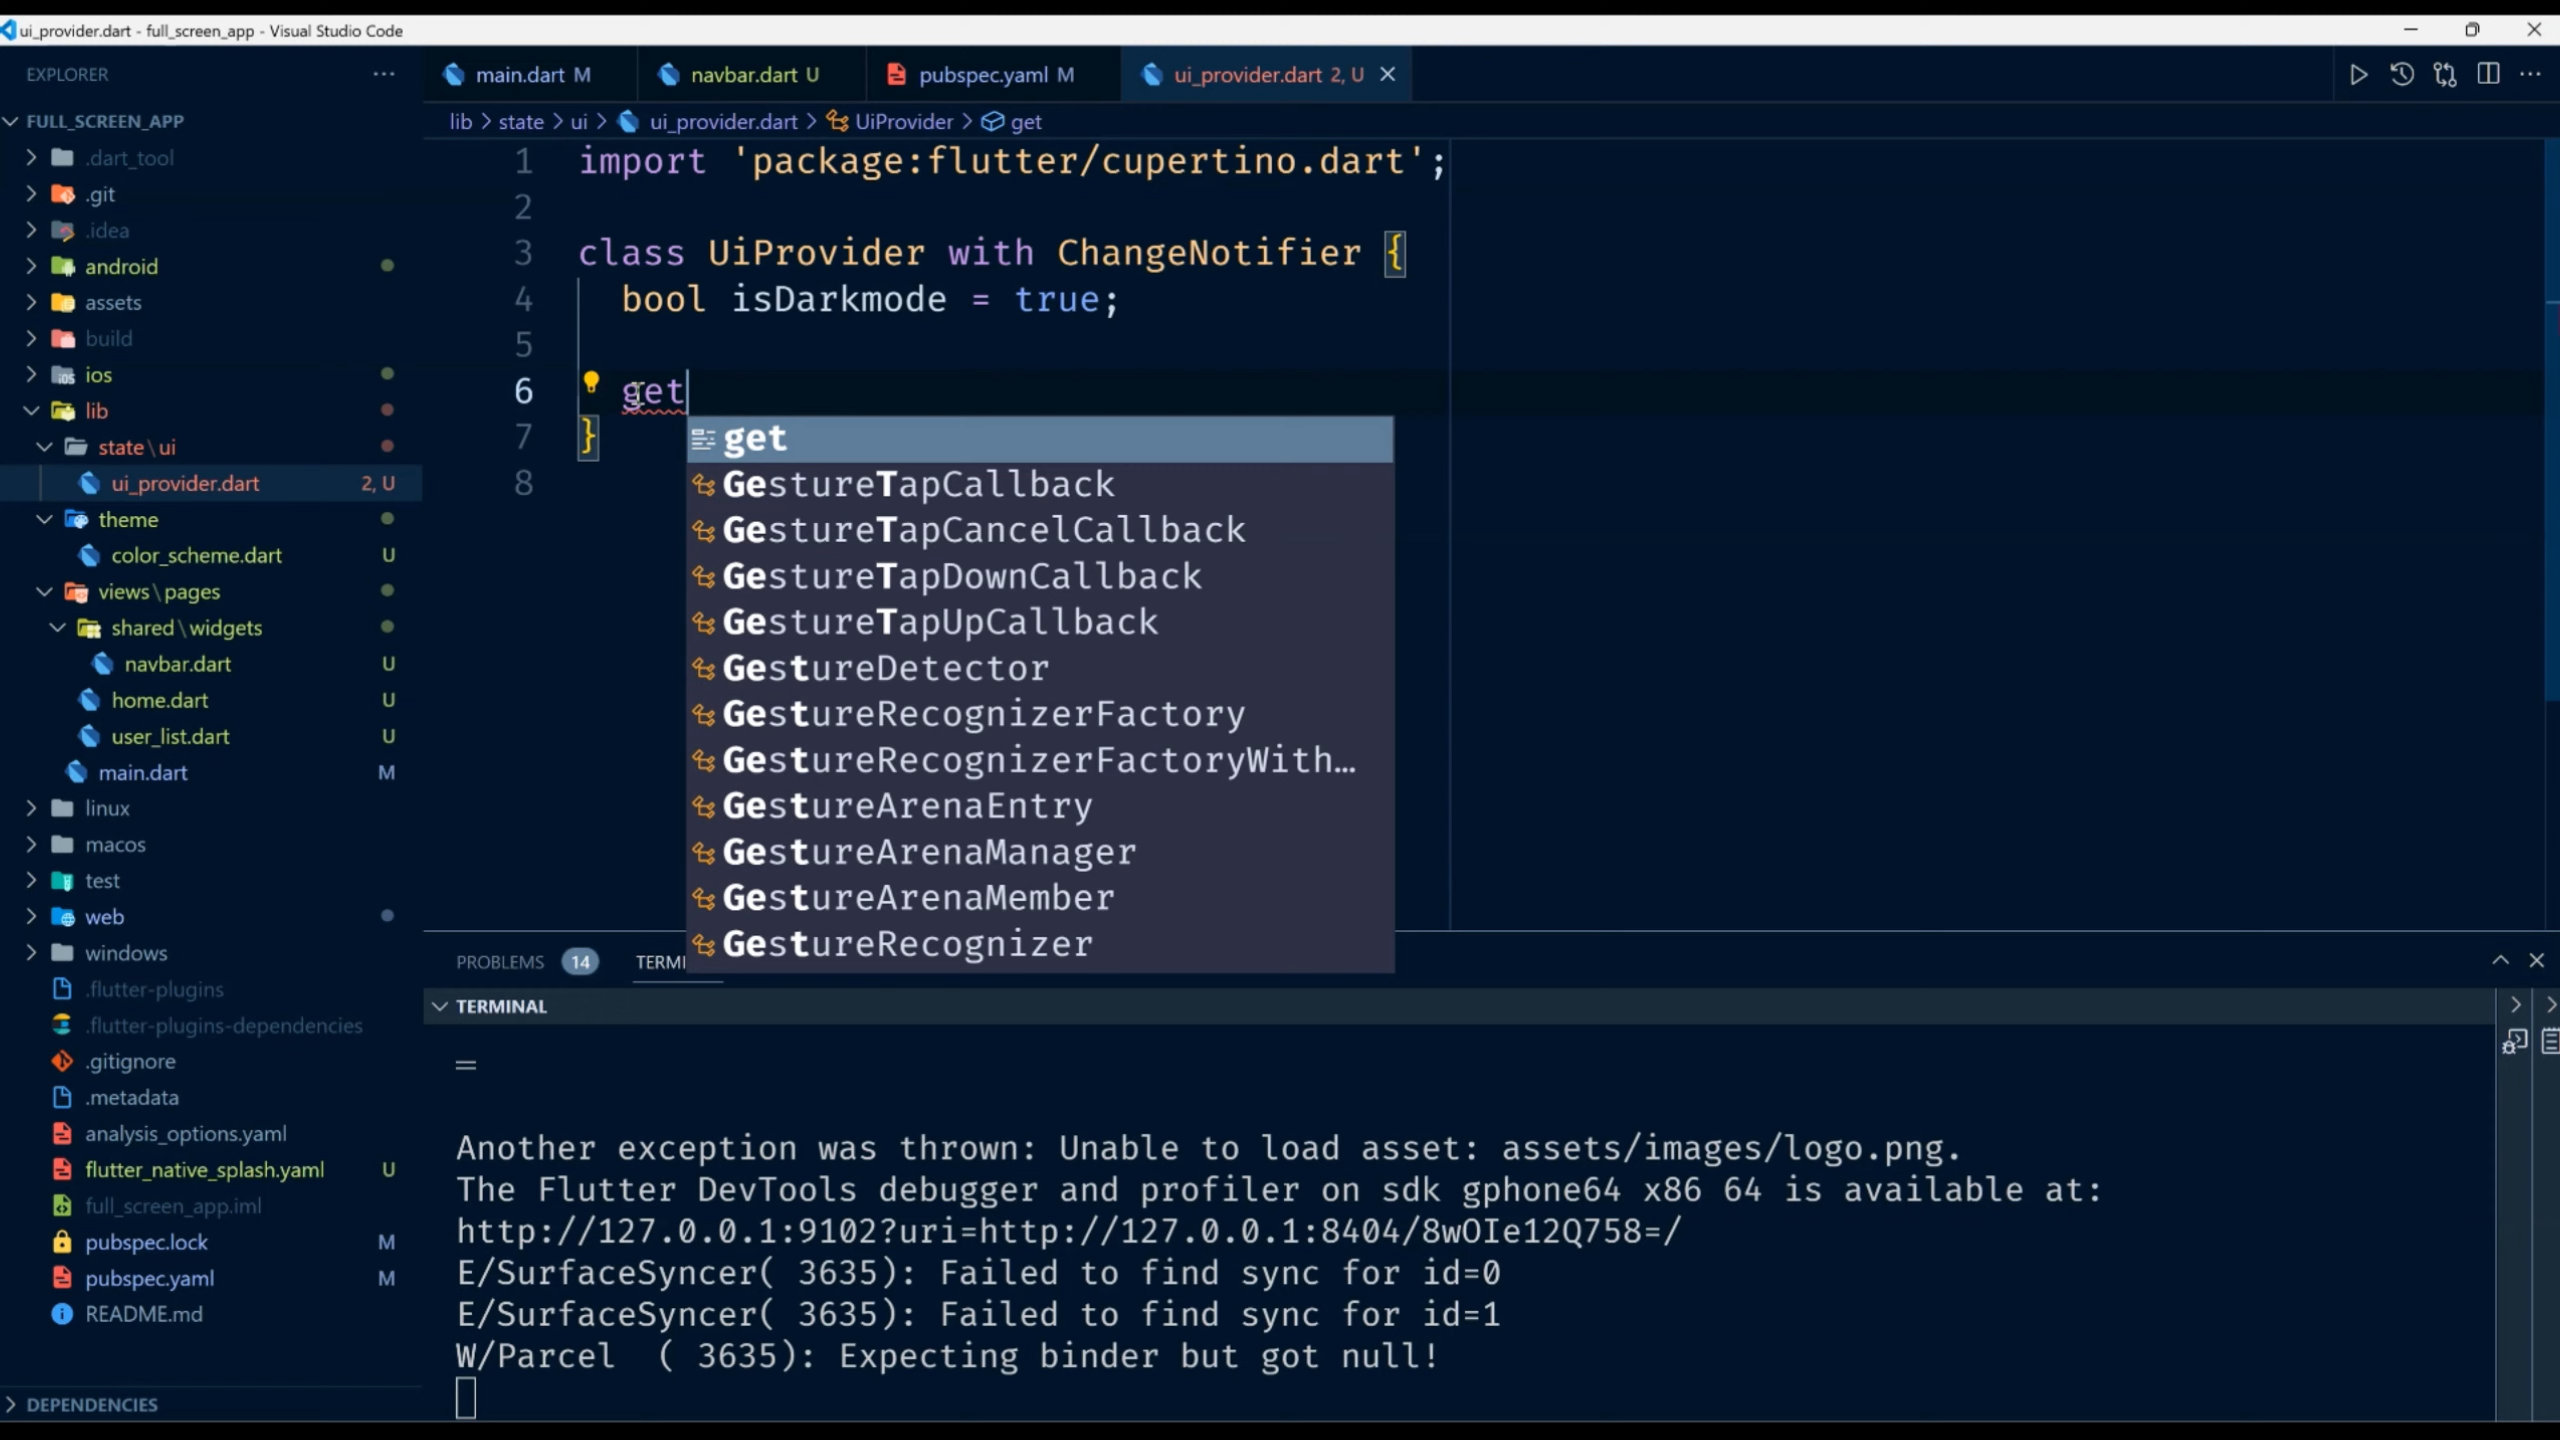 ui_provider.dart - full_screen_app - Visual Studio Code
EXPLORER
main.dart M
navbar.dart U
pubspec.yaml M
ui_provider.dart 2, U
FULL_SCREEN_APP
lib > state > ui > ui_provider.dart > UiProvider > get
.dart_tool
.git
.idea
android
assets
build
ios
lib
state\ui
ui_provider.dart 2, U
theme
color_scheme.dart U
views\pages
shared\widgets
navbar.dart U
home.dart U
user_list.dart U
main.dart M
linux
macos
test
web
windows
.flutter-plugins
.flutter-plugins-dependencies
.gitignore
.metadata
analysis_options.yaml
flutter_native_splash.yaml U
full_screen_app.iml
pubspec.lock M
pubspec.yaml M
README.md
DEPENDENCIES
1 import 'package:flutter/cupertino.dart';
2
3 class UiProvider with ChangeNotifier {
4 bool isDarkmode = true;
5
6 get
7 }
8
get
GestureTapCallback
GestureTapCancelCallback
GestureTapDownCallback
GestureTapUpCallback
GestureDetector
GestureRecognizerFactory
GestureRecognizerFactoryWith…
GestureArenaEntry
GestureArenaManager
GestureArenaMember
GestureRecognizer
PROBLEMS 14 TERMI
TERMINAL
=
Another exception was thrown: Unable to load asset: assets/images/logo.png.
The Flutter DevTools debugger and profiler on sdk gphone64 x86 64 is available at:
http://127.0.0.1:9102?uri=http://127.0.0.1:8404/8wOIe12Q758=/
E/SurfaceSyncer( 3635): Failed to find sync for id=0
E/SurfaceSyncer( 3635): Failed to find sync for id=1
W/Parcel ( 3635): Expecting binder but got null!